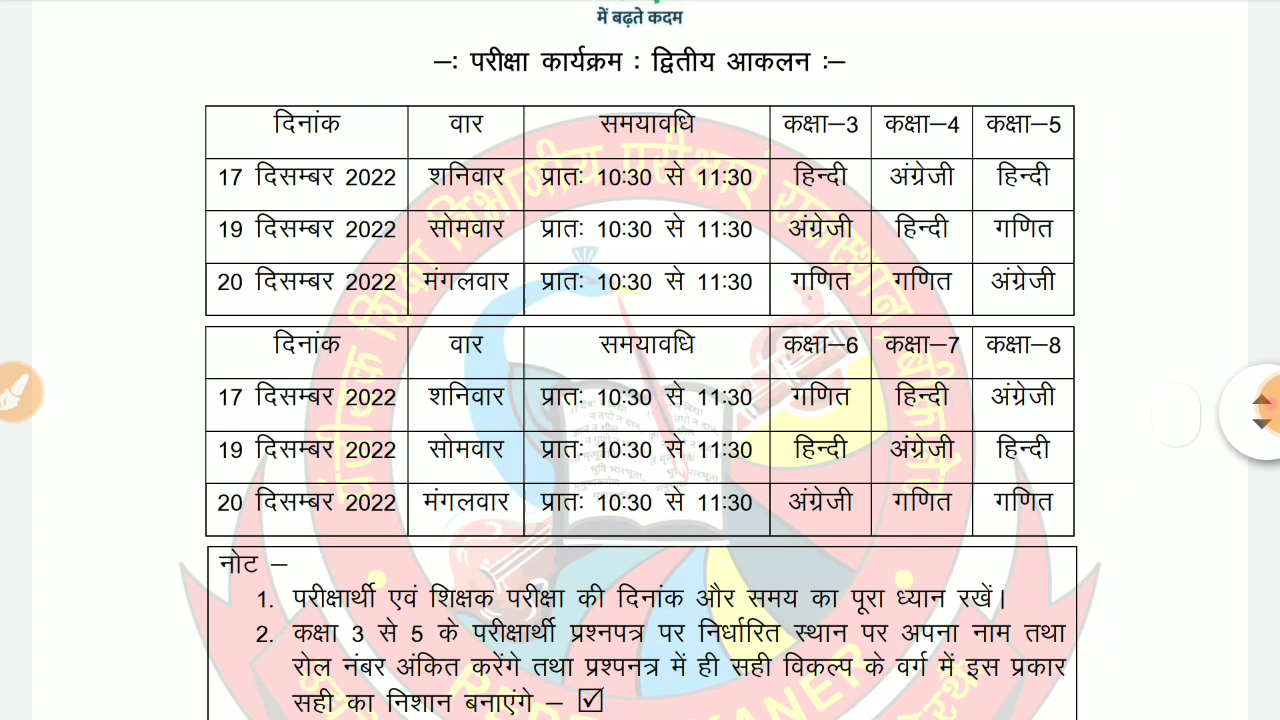 में बढ़ते कदम
–: परीक्षा कार्यक्रम : द्वितीय आकलन :–
दिनांक वार समयावधि कक्षा–3 कक्षा–4 कक्षा–5
17 दिसम्बर 2022 शनिवार प्रातः 10:30 से 11:30 हिन्दी अंग्रेजी हिन्दी
19 दिसम्बर 2022 सोमवार प्रातः 10:30 से 11:30 अंग्रेजी हिन्दी गणित
20 दिसम्बर 2022 मंगलवार प्रातः 10:30 से 11:30 गणित गणित अंग्रेजी
दिनांक वार समयावधि कक्षा–6 कक्षा–7 कक्षा–8
17 दिसम्बर 2022 शनिवार प्रातः 10:30 से 11:30 गणित हिन्दी अंग्रेजी
19 दिसम्बर 2022 सोमवार प्रातः 10:30 से 11:30 हिन्दी अंग्रेजी हिन्दी
20 दिसम्बर 2022 मंगलवार प्रातः 10:30 से 11:30 अंग्रेजी गणित गणित
नोट –
1. परीक्षार्थी एवं शिक्षक परीक्षा की दिनांक और समय का पूरा ध्यान रखें।
2. कक्षा 3 से 5 के परीक्षार्थी प्रश्नपत्र पर निर्धारित स्थान पर अपना नाम तथा
रोल नंबर अंकित करेंगे तथा प्रश्पनत्र में ही सही विकल्प के वर्ग में इस प्रकार
सही का निशान बनाएंगे – ☑